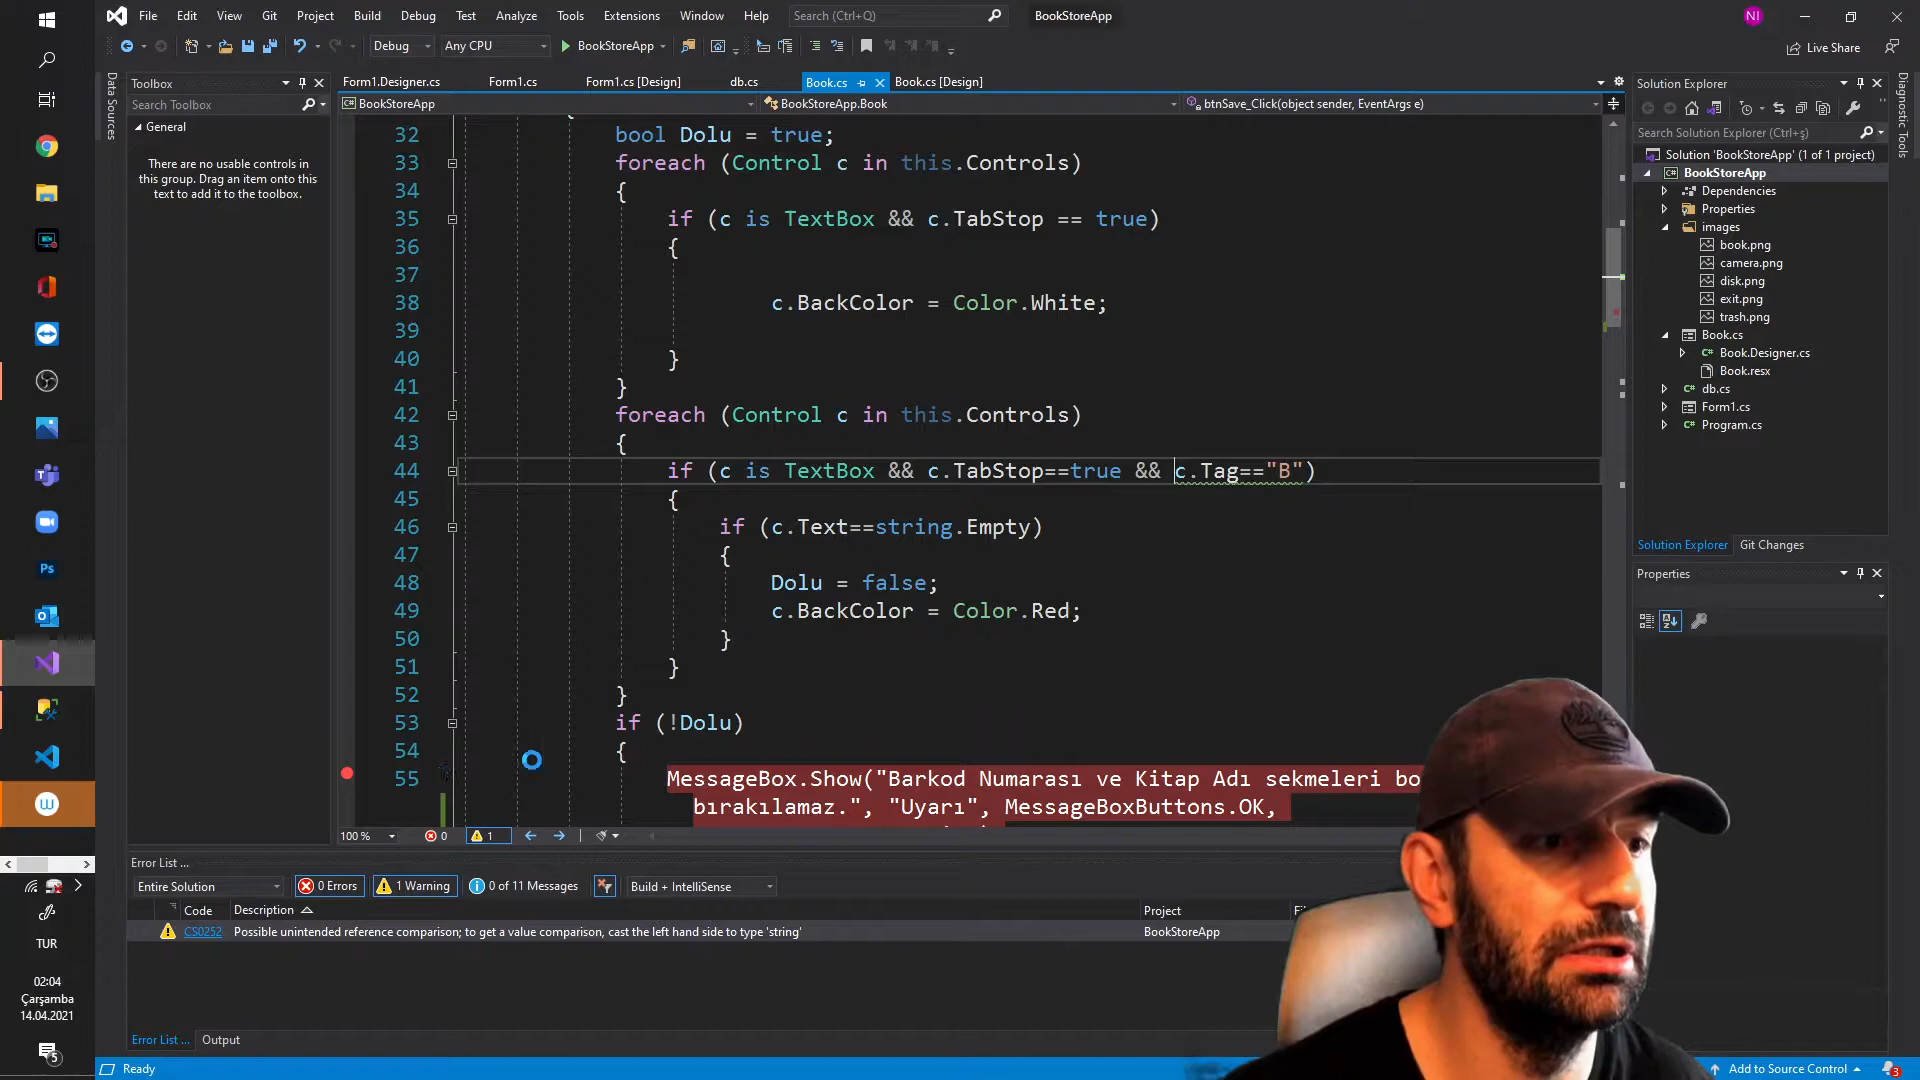 File Edit View Git Project Build Debug Test Analyze Tools Extensions Window Help Search (Ctrl+Q) BookStoreApp NI
Debug Any CPU BookStoreApp Live Share
Data Sources
Toolbox
Search Toolbox
General
There are no usable controls in
this group. Drag an item onto this
text to add it to the toolbox.
Form1.Designer.cs Form1.cs Form1.cs [Design] db.cs Book.cs Book.cs [Design]
BookStoreApp BookStoreApp.Book btnSave_Click(object sender, EventArgs e)
32 bool Dolu = true;
33 foreach (Control c in this.Controls)
34 {
35 if (c is TextBox && c.TabStop == true)
36 {
37
38 c.BackColor = Color.White;
39
40 }
41 }
42 foreach (Control c in this.Controls)
43 {
44 if (c is TextBox && c.TabStop==true && c.Tag=="B")
45 {
46 if (c.Text==string.Empty)
47 {
48 Dolu = false;
49 c.BackColor = Color.Red;
50 }
51 }
52 }
53 if (!Dolu)
54 {
55 MessageBox.Show("Barkod Numarası ve Kitap Adı sekmeleri bo
bırakılamaz.", "Uyarı", MessageBoxButtons.OK,
100 % 0 1
Error List ...
Entire Solution 0 Errors 1 Warning 0 of 11 Messages Build + IntelliSense
Code Description Project
CS0252 Possible unintended reference comparison; to get a value comparison, cast the left hand side to type 'string' BookStoreApp
Error List ... Output
Ready
Add to Source Control 3
Solution Explorer
Search Solution Explorer (Ctrl+ş)
Solution 'BookStoreApp' (1 of 1 project)
BookStoreApp
Dependencies
Properties
images
book.png
camera.png
disk.png
exit.png
trash.png
Book.cs
Book.Designer.cs
Book.resx
db.cs
Form1.cs
Program.cs
Solution Explorer Git Changes
Properties
Diagnostic Tools
Ps
W
TUR
02:04
Çarşamba
14.04.2021
5